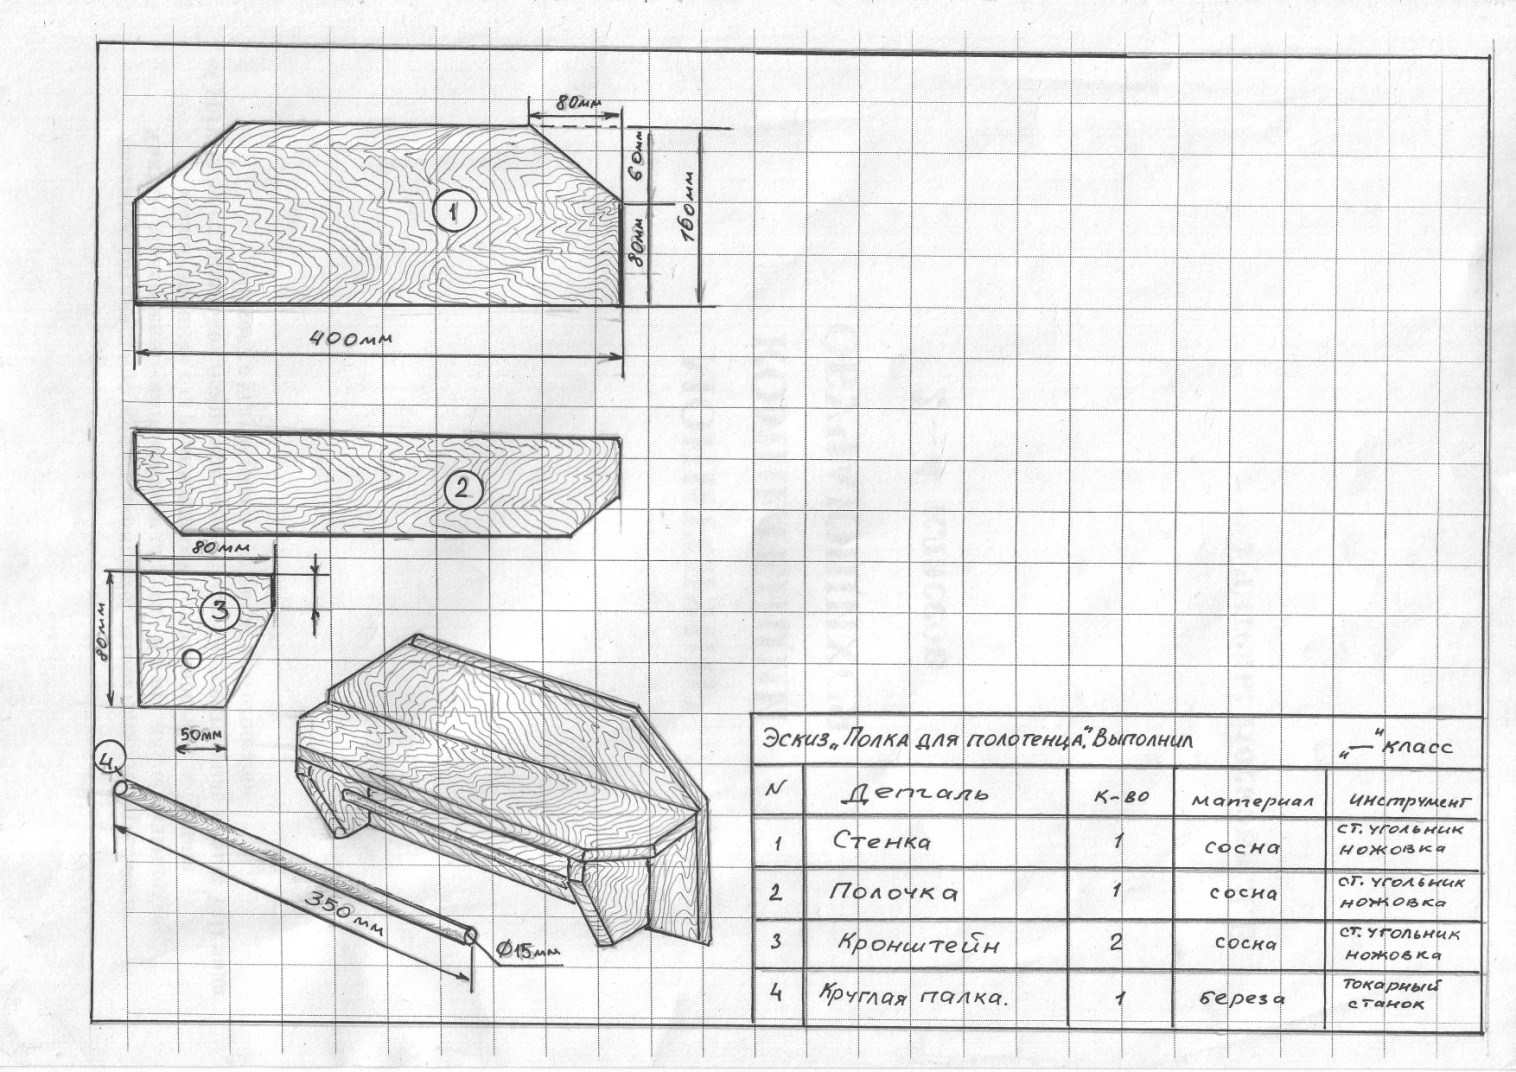 80мм
60мм
160мм
80мм
1
400мм
2
80мм
3
80мм
50мм
4
350мм
Ø15мм
Эскиз „Полка для полотенца". Выполнил „—" класс
N Деталь к-во материал инструмент
1 Стенка 1 сосна ст. угольник
ножовка
2 Полочка 1 сосна ст. угольник
ножовка
3 Кронштейн 2 сосна ст. угольник
ножовка
4 Круглая палка. 1 береза токарный
станок